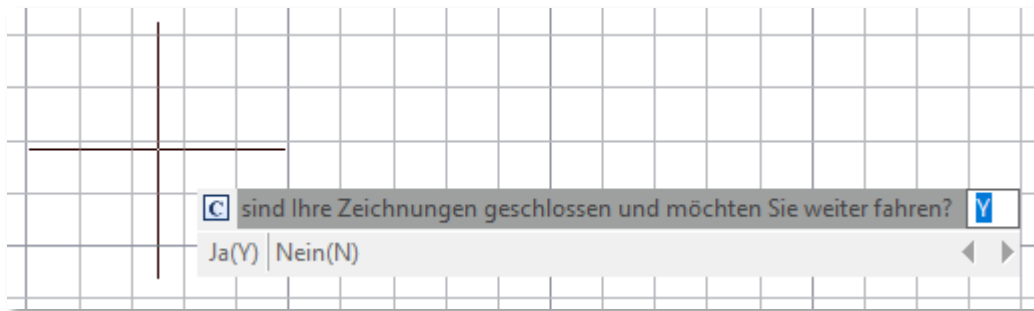 C sind Ihre Zeichnungen geschlossen und möchten Sie weiter fahren? Y
Ja(Y) Nein(N)